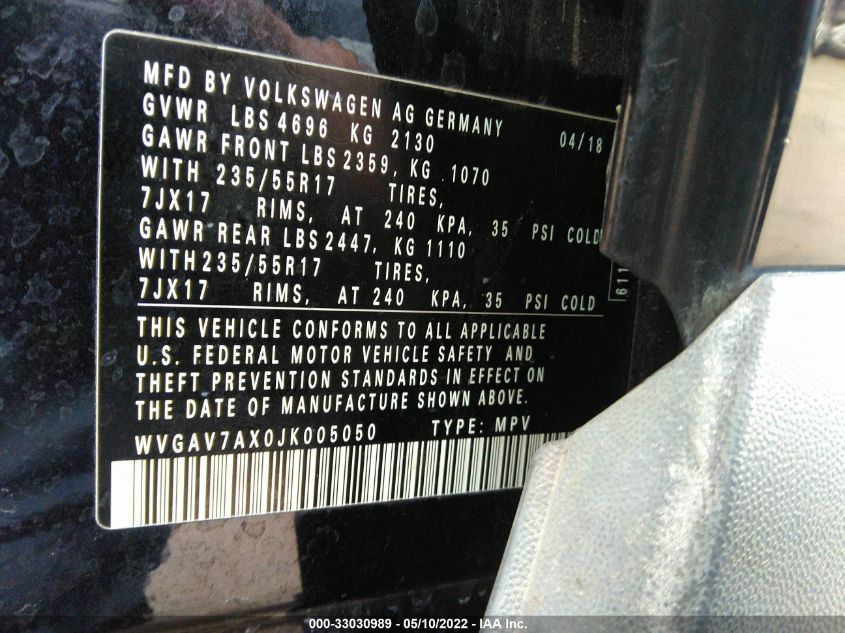 MFD BY VOLKSWAGEN AG GERMANY 04/18
GVWR LBS 4696 KG 2130
GAWR FRONT LBS 2359, KG 1070
WITH 235/55R17 TIRES,
7JX17 RIMS, AT 240 KPA, 35 PSI COLD
GAWR REAR LBS 2447, KG 1110
WITH 235/55R17 TIRES,
7JX17 RIMS, AT 240 KPA, 35 PSI COLD
THIS VEHICLE CONFORMS TO ALL APPLICABLE
U.S. FEDERAL MOTOR VEHICLE SAFETY AND
THEFT PREVENTION STANDARDS IN EFFECT ON
THE DATE OF MANUFACTURE SHOWN ABOVE.
WVGAV7AX0JK005050 TYPE: MPV
000-33030989 — 05/10/2022 — IAA Inc.